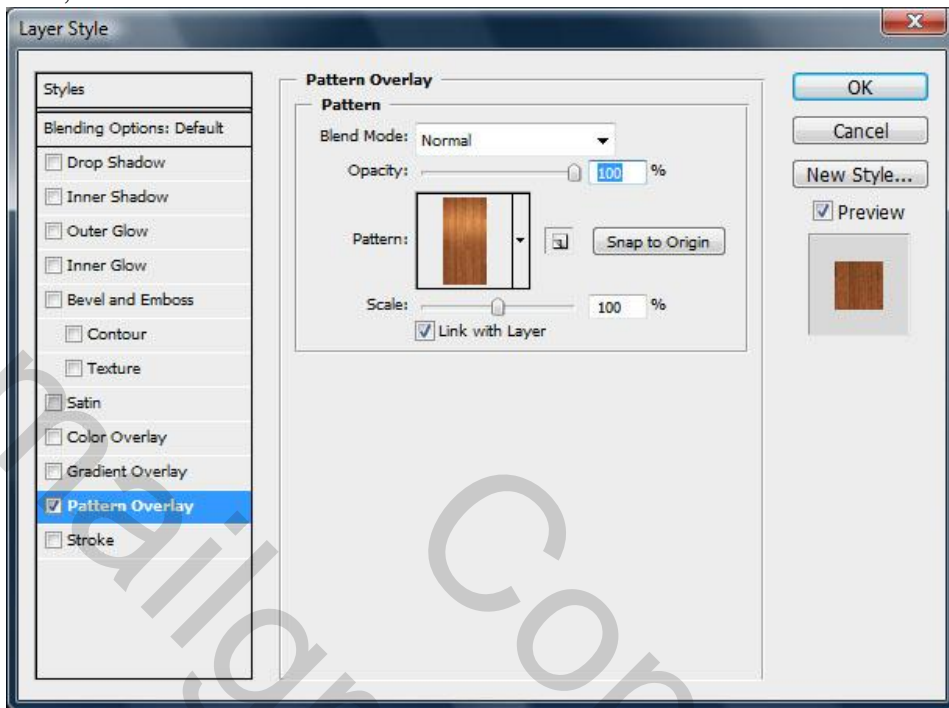 Layer Style
Styles
Blending Options: Default
Drop Shadow
Inner Shadow
Outer Glow
Inner Glow
Bevel and Emboss
Contour
Texture
Satin
Color Overlay
Gradient Overlay
Pattern Overlay
Stroke
Pattern Overlay
Pattern
Blend Mode: Normal
Opacity: 100 %
Pattern: Snap to Origin
Scale: 100 %
Link with Layer
OK
Cancel
New Style...
Preview